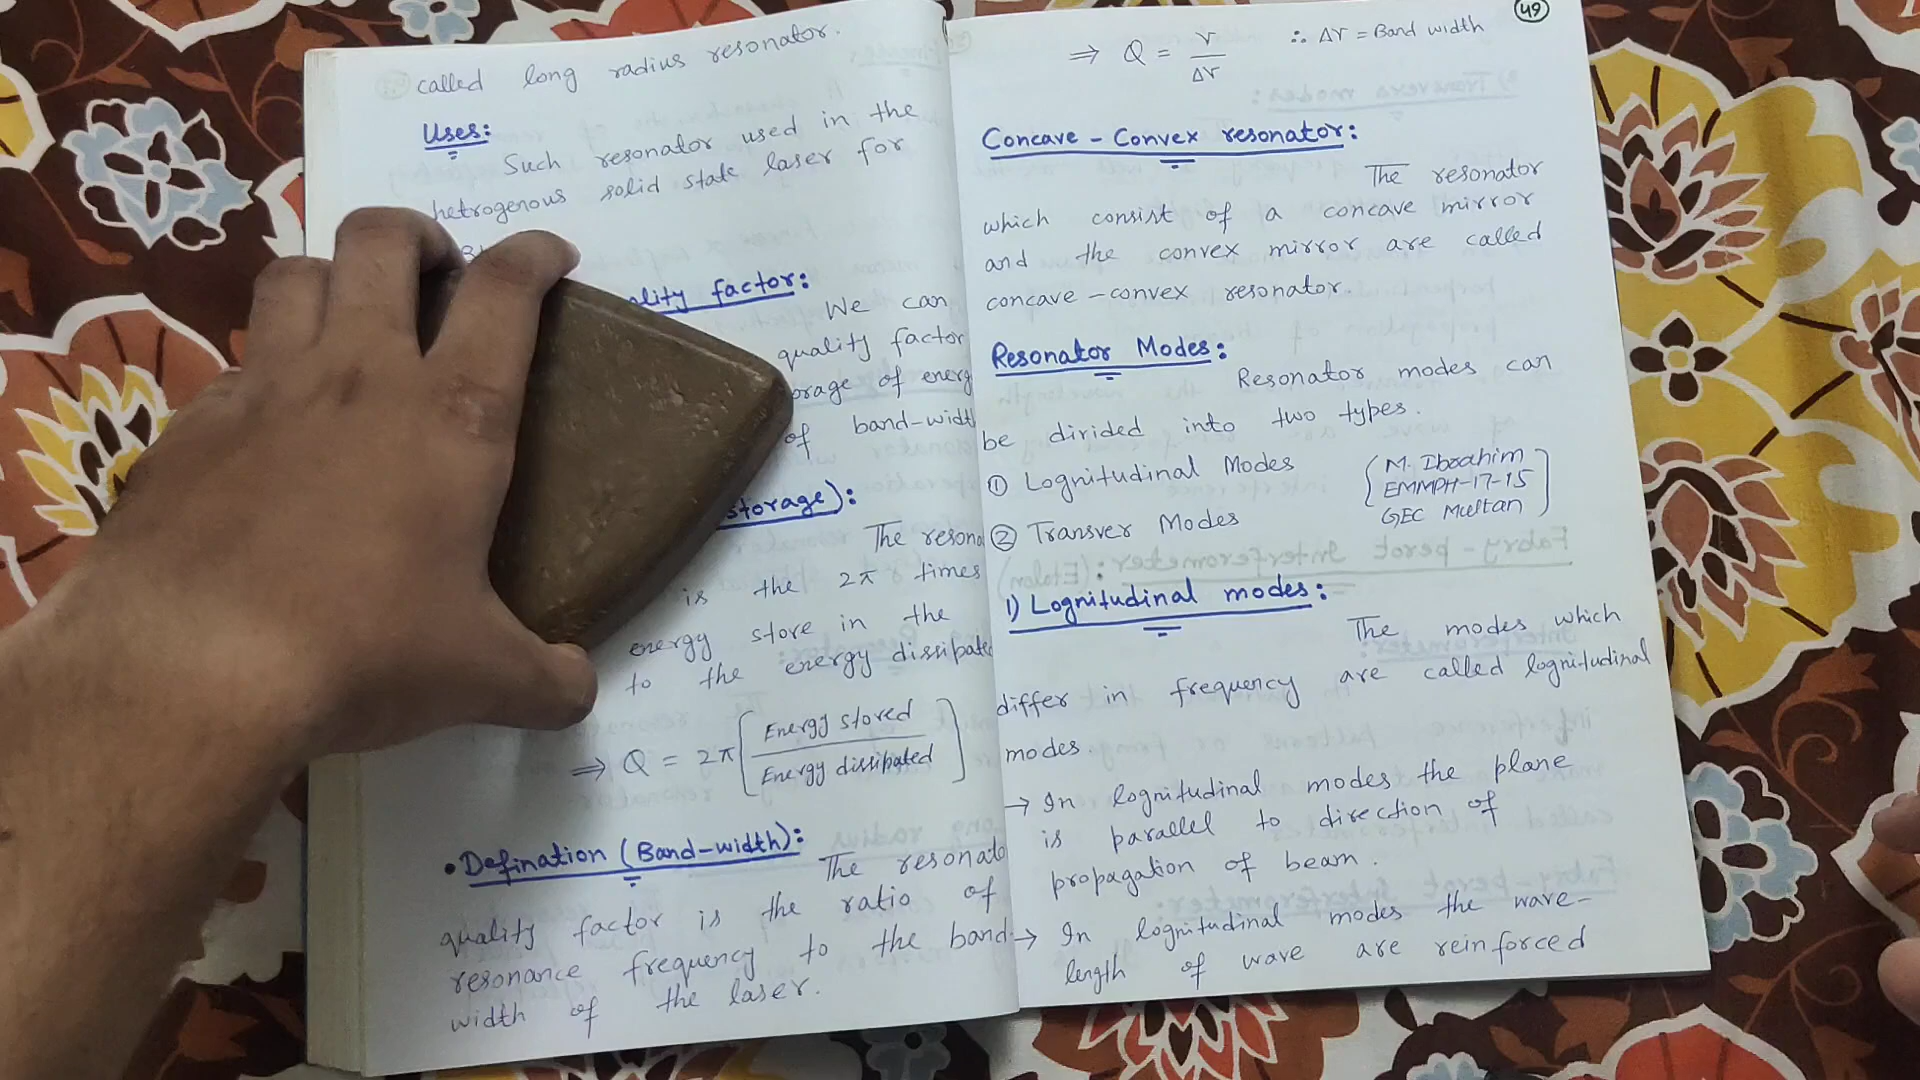 called long radius resonator.
Uses:
Such resonator used in the
hetrogenous solid state laser for
ality factor:
We can
quality factor
orage of energ
of band-widt
storage):
The resona
is the 2π times
energy store in the
to the energy dissipate
⇒ Q = 2π [Energy stored / Energy dissipated]
• Defination (Band-width):
The resonato
quality factor is the ratio of
resonance frequency to the band-
width of the laser.
49
⇒ Q = ν / Δν ∴ Δν = Band width
Concave - Convex resonator:
The resonator
which consist of a concave mirror
and the convex mirror are called
concave - convex resonator.
Resonator Modes:
Resonator modes can
be divided into two types.
① Lognitudinal Modes
② Transver Modes
M. Ibrahim
EMMPH-17-15
GEC Multan
1) Lognitudinal modes:
The modes which
differ in frequency are called lognitudinal
modes.
→ In lognitudinal modes the plane
is parallel to direction of
propagation of beam.
→ In lognitudinal modes the wave-
length of wave are reinforced